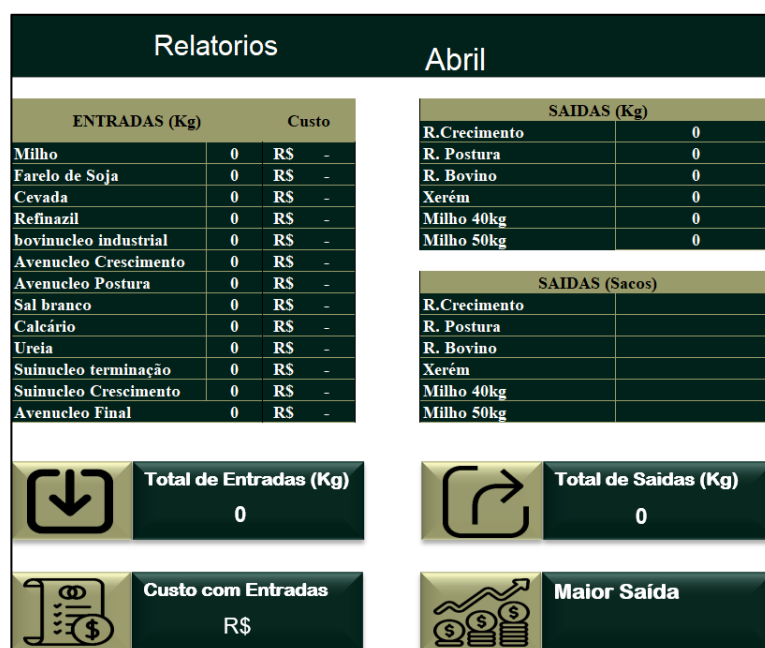 Relatorios
Abril
ENTRADAS (Kg) Custo
Milho 0 R$ -
Farelo de Soja 0 R$ -
Cevada 0 R$ -
Refinazil 0 R$ -
bovinucleo industrial 0 R$ -
Avenucleo Crescimento 0 R$ -
Avenucleo Postura 0 R$ -
Sal branco 0 R$ -
Calcário 0 R$ -
Ureia 0 R$ -
Suinucleo terminação 0 R$ -
Suinucleo Crescimento 0 R$ -
Avenucleo Final 0 R$ -
SAIDAS (Kg)
R.Crecimento 0
R. Postura 0
R. Bovino 0
Xerém 0
Milho 40kg 0
Milho 50kg 0
SAIDAS (Sacos)
R.Crecimento
R. Postura
R. Bovino
Xerém
Milho 40kg
Milho 50kg
Total de Entradas (Kg)
0
Total de Saidas (Kg)
0
Custo com Entradas
R$
Maior Saída